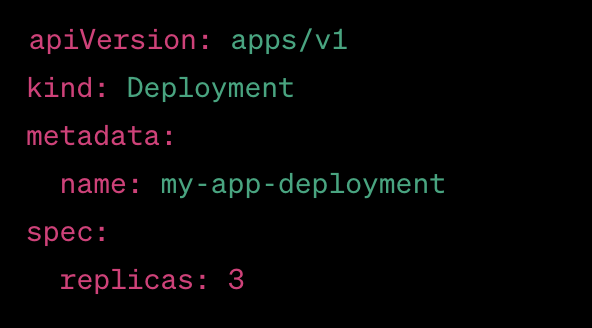 apiVersion: apps/v1
kind: Deployment
metadata:
  name: my-app-deployment
spec:
  replicas: 3